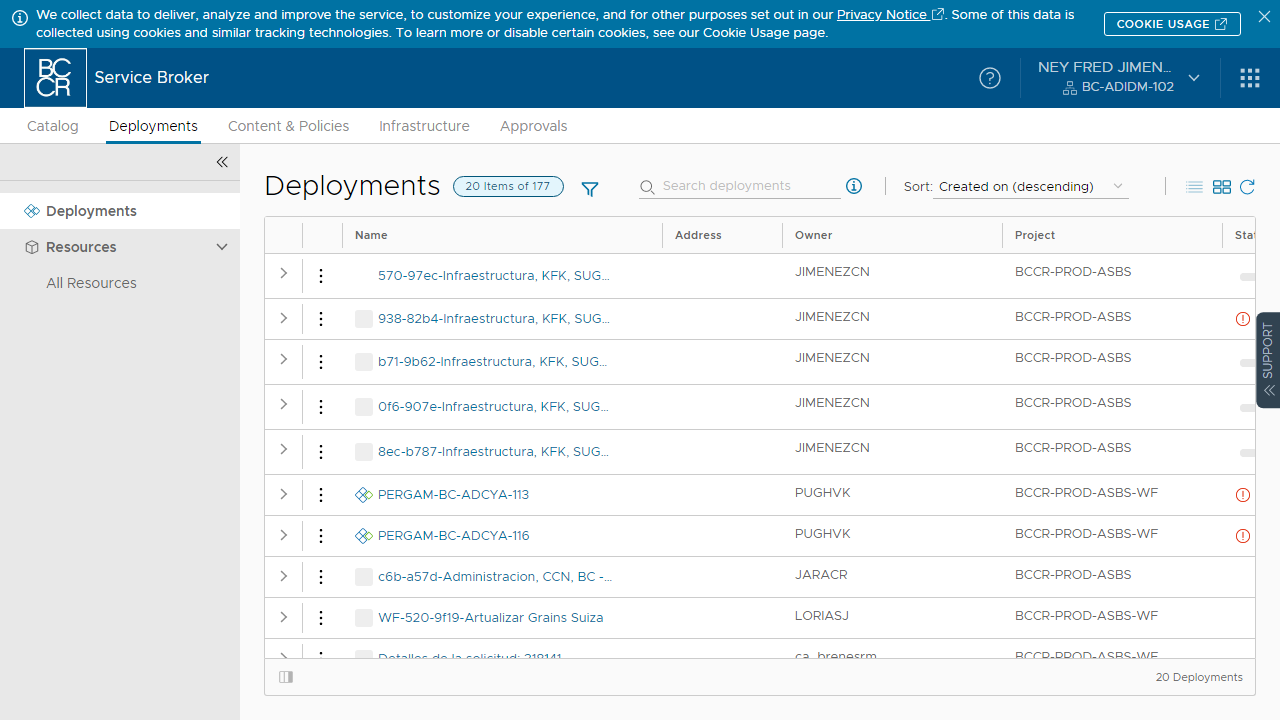 We collect data to deliver, analyze and improve the service, to customize your experience, and for other purposes set out in our Privacy Notice. Some of this data is
collected using cookies and similar tracking technologies. To learn more or disable certain cookies, see our Cookie Usage page.
COOKIE USAGE
BC
CR
Service Broker
NEY FRED JIMEN...
BC-ADIDM-102
Catalog Deployments Content & Policies Infrastructure Approvals
Deployments
Resources
All Resources
Deployments 20 Items of 177 Search deployments Sort: Created on (descending)
Name Address Owner Project Stat
570-97ec-Infraestructura, KFK, SUG... JIMENEZCN BCCR-PROD-ASBS
938-82b4-Infraestructura, KFK, SUG... JIMENEZCN BCCR-PROD-ASBS
b71-9b62-Infraestructura, KFK, SUG... JIMENEZCN BCCR-PROD-ASBS
0f6-907e-Infraestructura, KFK, SUG... JIMENEZCN BCCR-PROD-ASBS
8ec-b787-Infraestructura, KFK, SUG... JIMENEZCN BCCR-PROD-ASBS
PERGAM-BC-ADCYA-113 PUGHVK BCCR-PROD-ASBS-WF
PERGAM-BC-ADCYA-116 PUGHVK BCCR-PROD-ASBS-WF
c6b-a57d-Administracion, CCN, BC -... JARACR BCCR-PROD-ASBS
WF-520-9f19-Artualizar Grains Suiza LORIASJ BCCR-PROD-ASBS-WF
Detalles de la solicitud: 218141 ca_brenesrm BCCR-PROD-ASBS-WF
20 Deployments
SUPPORT